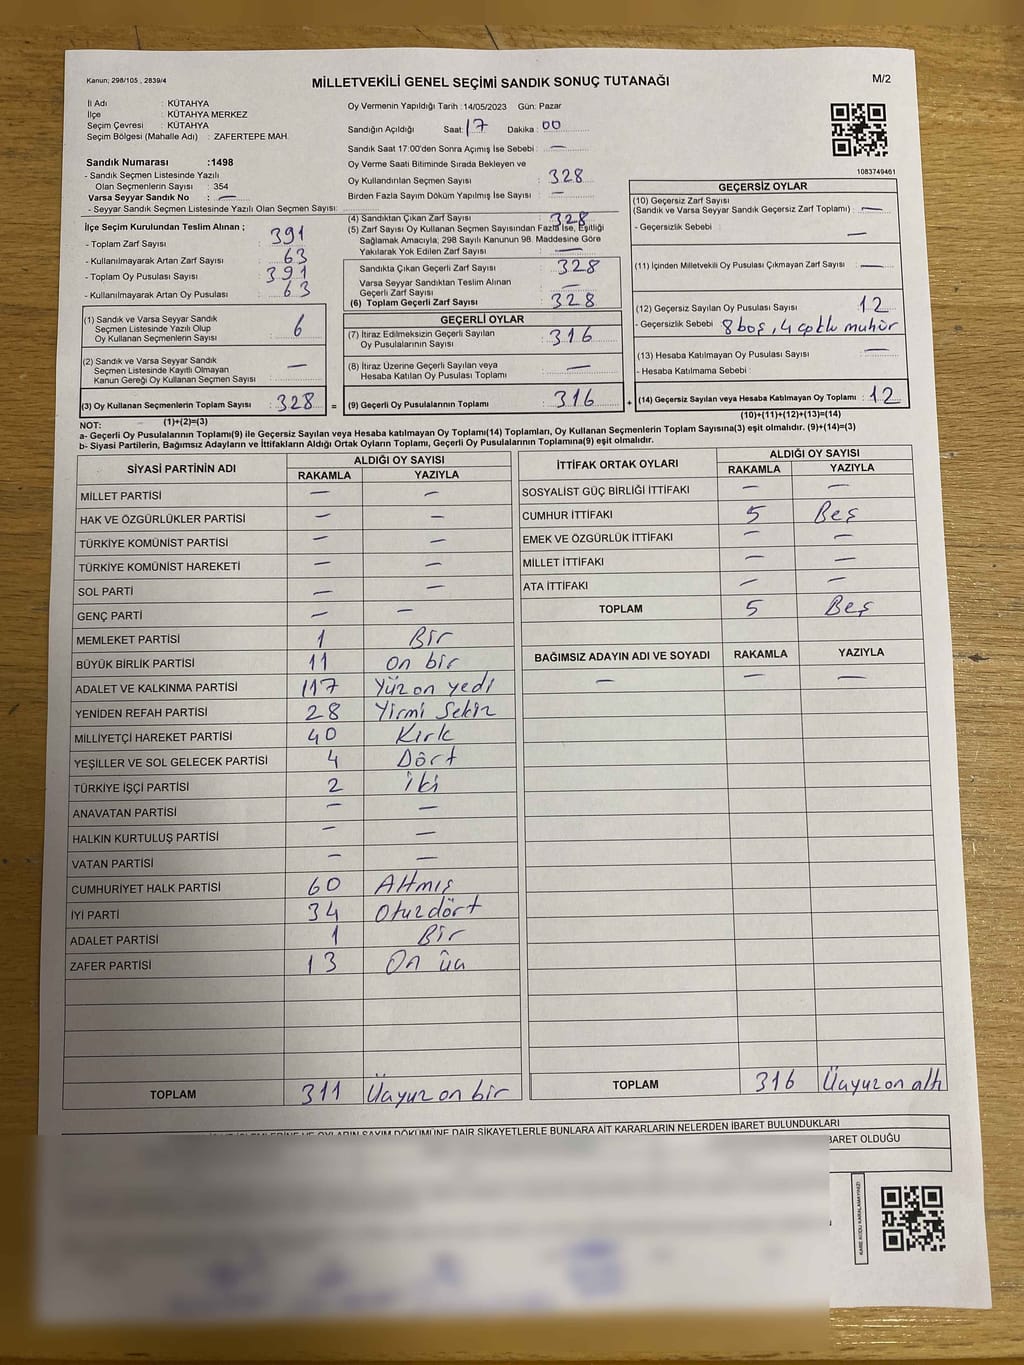 Kanun; 298/105 , 2839/4
MİLLETVEKİLİ GENEL SEÇİMİ SANDIK SONUÇ TUTANAĞI
M/2
İl Adı : KÜTAHYA
İlçe : KÜTAHYA MERKEZ
Seçim Çevresi : KÜTAHYA
Seçim Bölgesi (Mahalle Adı) : ZAFERTEPE MAH.
Sandık Numarası :1498
- Sandık Seçmen Listesinde Yazılı
Olan Seçmenlerin Sayısı : 354
Varsa Seyyar Sandık No : —
- Seyyar Sandık Seçmen Listesinde Yazılı Olan Seçmen Sayısı:
Oy Vermenin Yapıldığı Tarih :14/05/2023 Gün: Pazar
Sandığın Açıldığı Saat: 17 Dakika : 00
Sandık Saat 17:00'den Sonra Açımış İse Sebebi : —
Oy Verme Saati Bitiminde Sırada Bekleyen ve
Oy Kullandırılan Seçmen Sayısı : 328
Birden Fazla Sayım Döküm Yapılmış İse Sayısı : —
1083749461
İlçe Seçim Kurulundan Teslim Alınan ;
- Toplam Zarf Sayısı : 391
- Kullanılmayarak Artan Zarf Sayısı : 63
- Toplam Oy Pusulası Sayısı : 391
- Kullanılmayarak Artan Oy Pusulası : 63
(1) Sandık ve Varsa Seyyar Sandık
Seçmen Listesinde Yazılı Olup
Oy Kullanan Seçmenlerin Sayısı : 6
(2) Sandık ve Varsa Seyyar Sandık
Seçmen Listesinde Kayıtlı Olmayan
Kanun Gereği Oy Kullanan Seçmen Sayısı : —
(3) Oy Kullanan Seçmenlerin Toplam Sayısı : 328 =
(1)+(2)=(3)
(4) Sandıktan Çıkan Zarf Sayısı : 328
(5) Zarf Sayısı Oy Kullanan Seçmen Sayısından Fazla İse, Eşitliği
Sağlamak Amacıyla, 298 Sayılı Kanunun 98. Maddesine Göre
Yakılarak Yok Edilen Zarf Sayısı : —
Sandıkta Çıkan Geçerli Zarf Sayısı : 328
Varsa Seyyar Sandıktan Teslim Alınan
Geçerli Zarf Sayısı : —
(6) Toplam Geçerli Zarf Sayısı : 328
GEÇERLİ OYLAR
(7) İtiraz Edilmeksizin Geçerli Sayılan
Oy Pusulalarının Sayısı : 316
(8) İtiraz Üzerine Geçerli Sayılan veya
Hesaba Katılan Oy Pusulası Toplamı : —
(9) Geçerli Oy Pusulalarının Toplamı : 316 +
GEÇERSİZ OYLAR
(10) Geçersiz Zarf Sayısı
(Sandık ve Varsa Seyyar Sandık Geçersiz Zarf Toplamı) : —
- Geçersizlik Sebebi : —
(11) İçinden Milletvekili Oy Pusulası Çıkmayan Zarf Sayısı : —
(12) Geçersiz Sayılan Oy Pusulası Sayısı : 12
- Geçersizlik Sebebi : 8 boş, 4 çoklu mühür
(13) Hesaba Katılmayan Oy Pusulası Sayısı : —
- Hesaba Katılmama Sebebi :
(14) Geçersiz Sayılan veya Hesaba Katılmayan Oy Toplamı : 12
(10)+(11)+(12)+(13)=(14)
NOT:
a- Geçerli Oy Pusulalarının Toplamı(9) ile Geçersiz Sayılan veya Hesaba katılmayan Oy Toplamı(14) Toplamları, Oy Kullanan Seçmenlerin Toplam Sayısına(3) eşit olmalıdır. (9)+(14)=(3)
b- Siyasi Partilerin, Bağımsız Adayların ve İttifakların Aldığı Ortak Oyların Toplamı, Geçerli Oy Pusulalarının Toplamına(9) eşit olmalıdır.
SİYASİ PARTİNİN ADI ALDIĞI OY SAYISI
RAKAMLA YAZIYLA
MİLLET PARTİSİ — —
HAK VE ÖZGÜRLÜKLER PARTİSİ — —
TÜRKİYE KOMÜNİST PARTİSİ — —
TÜRKİYE KOMÜNİST HAREKETİ — —
SOL PARTİ — —
GENÇ PARTİ — —
MEMLEKET PARTİSİ 1 Bir
BÜYÜK BİRLİK PARTİSİ 11 On bir
ADALET VE KALKINMA PARTİSİ 117 Yüz on yedi
YENİDEN REFAH PARTİSİ 28 Yirmi Sekiz
MİLLİYETÇİ HAREKET PARTİSİ 40 Kırk
YEŞİLLER VE SOL GELECEK PARTİSİ 4 Dört
TÜRKİYE İŞÇİ PARTİSİ 2 İki
ANAVATAN PARTİSİ — —
HALKIN KURTULUŞ PARTİSİ — —
VATAN PARTİSİ — —
CUMHURİYET HALK PARTİSİ 60 Altmış
İYİ PARTİ 34 Otuzdört
ADALET PARTİSİ 1 Bir
ZAFER PARTİSİ 13 On üç
TOPLAM 311 Üçyüz on bir
İTTİFAK ORTAK OYLARI ALDIĞI OY SAYISI
RAKAMLA YAZIYLA
SOSYALİST GÜÇ BİRLİĞİ İTTİFAKI — —
CUMHUR İTTİFAKI 5 Beş
EMEK VE ÖZGÜRLÜK İTTİFAKI — —
MİLLET İTTİFAKI — —
ATA İTTİFAKI — —
TOPLAM 5 Beş
BAĞIMSIZ ADAYIN ADI VE SOYADI RAKAMLA YAZIYLA
— — —
TOPLAM 316 Üçyüz on altı
OYLARIN SAYIM DÖKÜMÜNE DAİR ŞİKAYETLERLE BUNLARA AİT KARARLARIN NELERDEN İBARET BULUNDUKLARI
İBARET OLDUĞU
KARE KODU KARALAMAYINIZ!